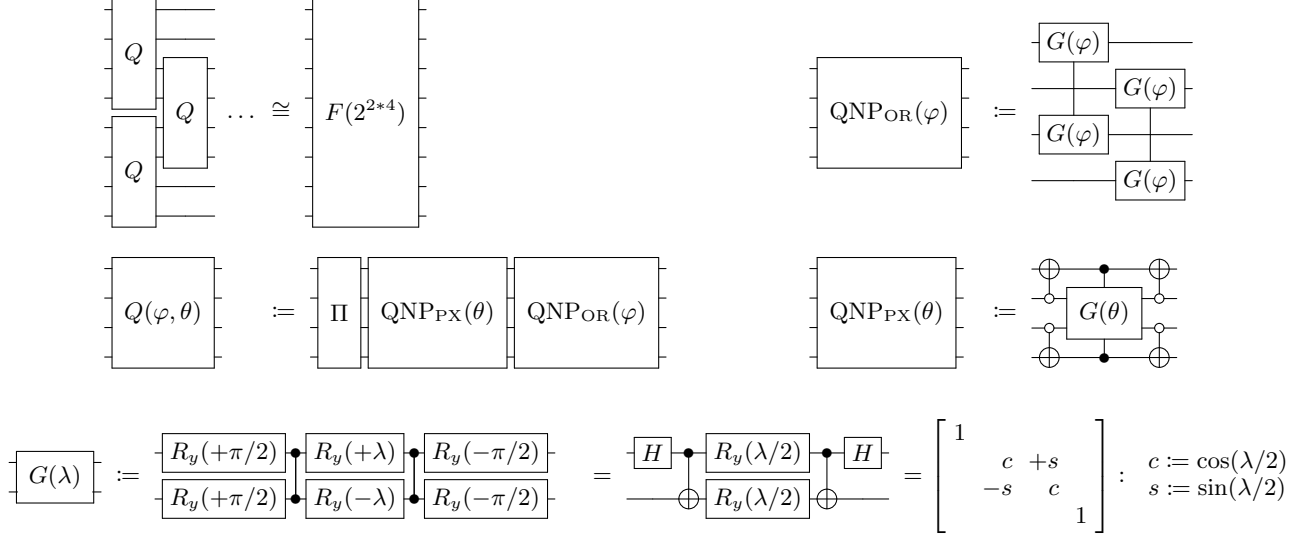 Q Q Q … ≅ F(2^{2*4})
QNP_OR(φ) := G(φ) G(φ) G(φ) G(φ)
Q(φ, θ) := Π QNP_PX(θ) QNP_OR(φ)
QNP_PX(θ) := G(θ)
G(λ) := R_y(+π/2) R_y(+λ) R_y(−π/2) = H R_y(λ/2) H = [ 1 : c := cos(λ/2)
c +s
R_y(+π/2) R_y(−λ) R_y(−π/2) R_y(λ/2) −s c s := sin(λ/2)
1 ]